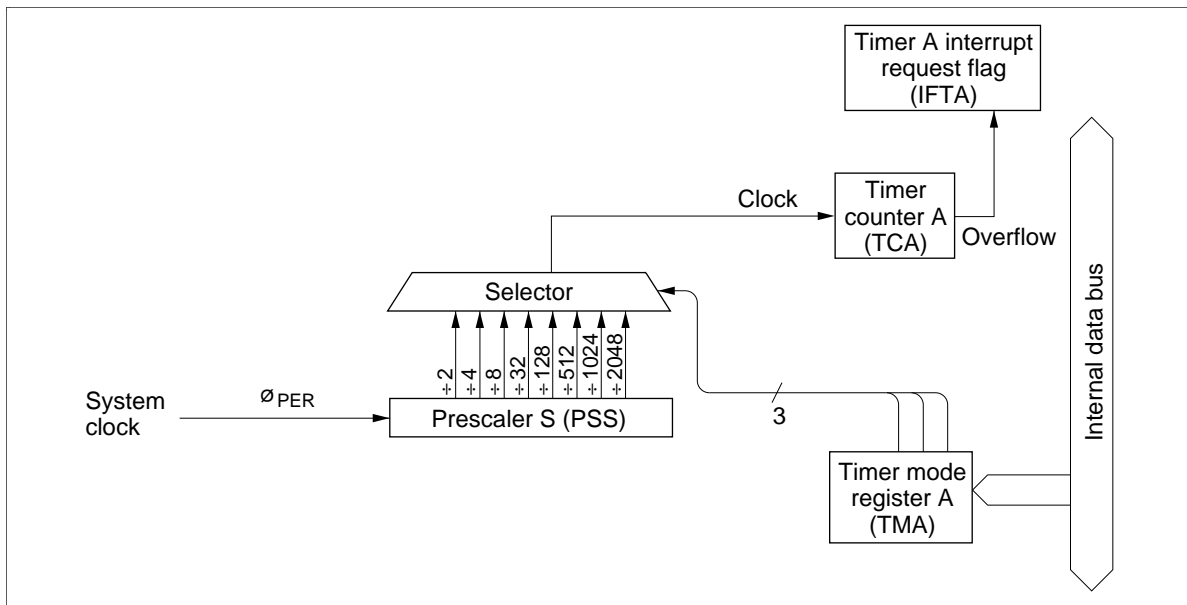 Timer A interrupt
request flag
(IFTA)
Timer
counter A
(TCA)
Clock
Overflow
Selector
÷2
÷4
÷8
÷32
÷128
÷512
÷1024
÷2048
System
clock
Ø PER
Prescaler S (PSS)
3
Timer mode
register A
(TMA)
Internal data bus